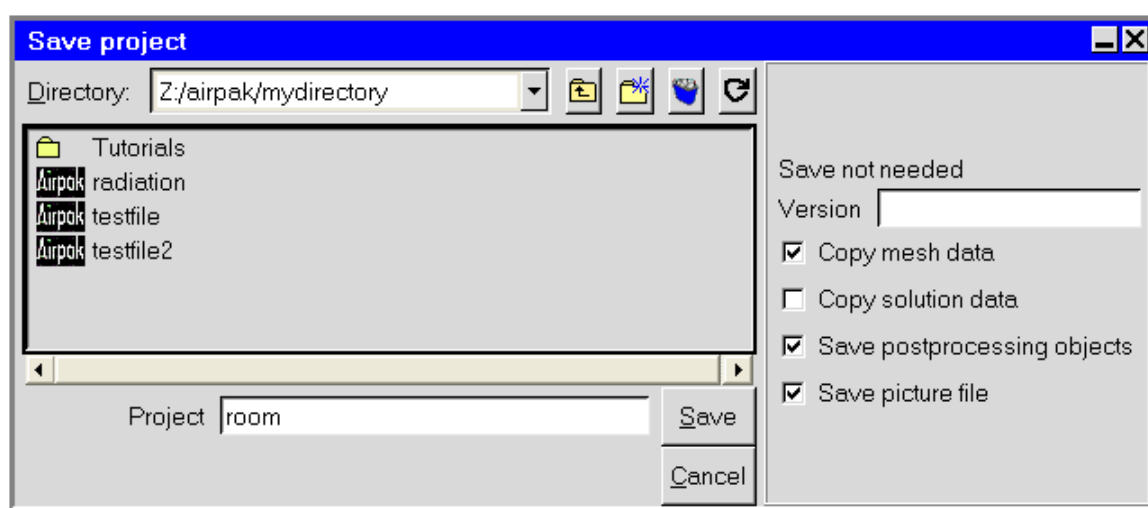 Save project
Directory: Z:/airpak/mydirectory
Tutorials
Airpak radiation
Airpak testfile
Airpak testfile2
Project room
Save
Cancel
Save not needed
Version
Copy mesh data
Copy solution data
Save postprocessing objects
Save picture file